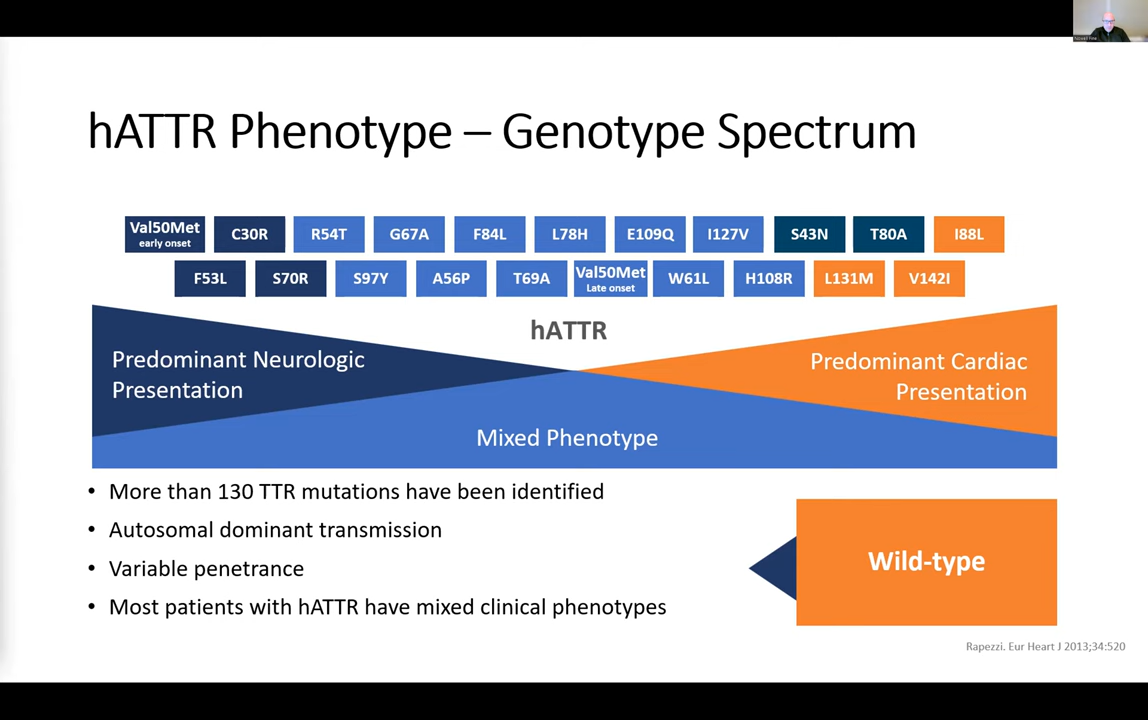 hATTR Phenotype – Genotype Spectrum
Val50Met
early onset
C30R
R54T
G67A
F84L
L78H
E109Q
I127V
S43N
T80A
I88L
F53L
S70R
S97Y
A56P
T69A
Val50Met
Late onset
W61L
H108R
L131M
V142I
hATTR
Predominant Neurologic
Presentation
Predominant Cardiac
Presentation
Mixed Phenotype
• More than 130 TTR mutations have been identified
• Autosomal dominant transmission
• Variable penetrance
• Most patients with hATTR have mixed clinical phenotypes
Wild-type
Rapezzi. Eur Heart J 2013;34:520